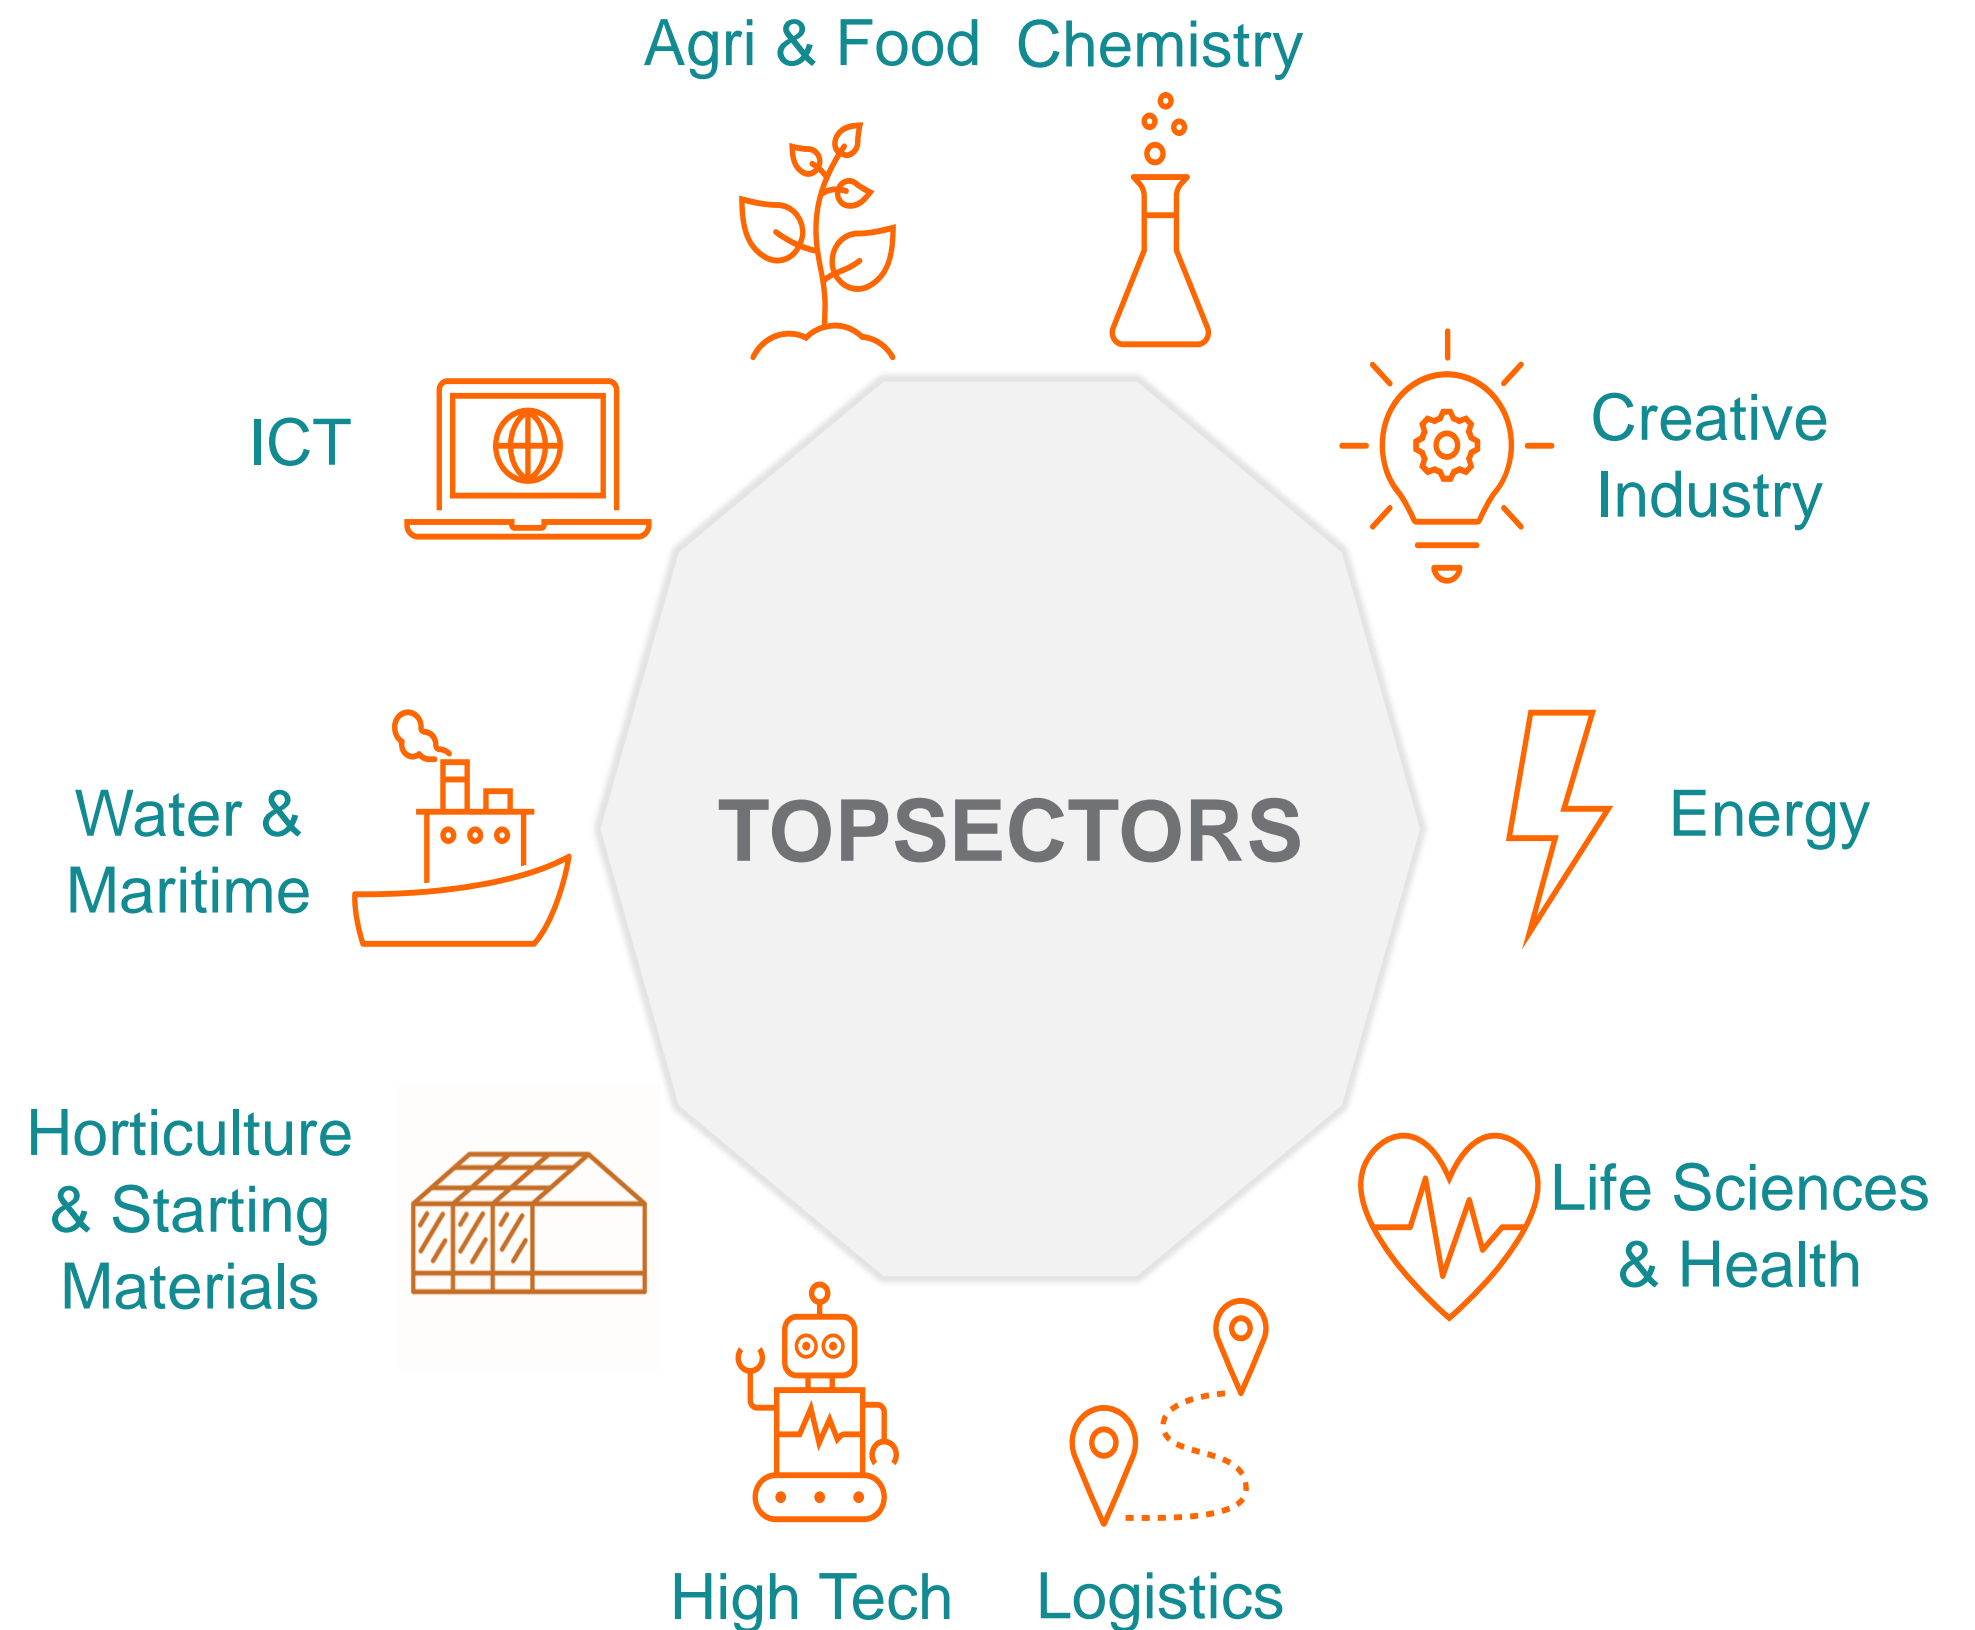 Agri & Food
Chemistry
Creative
Industry
ICT
Water &
Maritime
TOPSECTORS
Energy
Horticulture
& Starting
Materials
Life Sciences
& Health
High Tech
Logistics